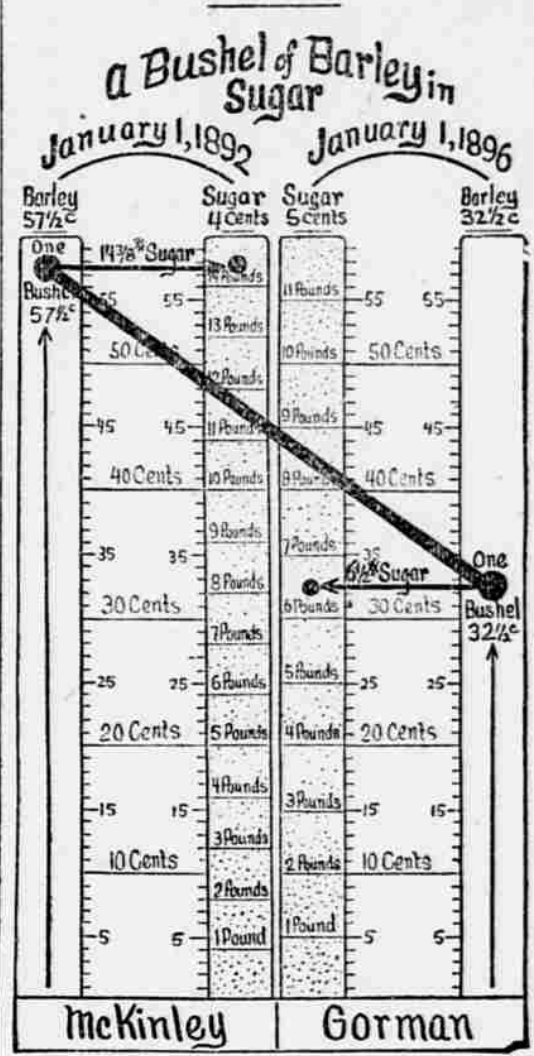 a Bushel of Barley in
Sugar
January 1, 1892
January 1, 1896
Barley
57½c
Sugar
4 Cents
Sugar
5 cents
Barley
32½c
One
Bushel
57½c
14⅜# Sugar
14 Pounds
13 Pounds
12 Pounds
11 Pounds
10 Pounds
9 Pounds
8 Pounds
7 Pounds
6 Pounds
5 Pounds
4 Pounds
3 Pounds
2 Pounds
1 Pound
55 55
50 Cents
45 45
40 Cents
35 35
30 Cents
25 25
20 Cents
15 15
10 Cents
5 5
11 Pounds
10 Pounds
9 Pounds
8 Pounds
7 Pounds
6 Pounds
5 Pounds
4 Pounds
3 Pounds
2 Pounds
1 Pound
55 55
50 Cents
45 45
40 Cents
35
6½# Sugar
30 Cents
25 25
20 Cents
15 15
10 Cents
5 5
One
Bushel
32½c
McKinley
Gorman